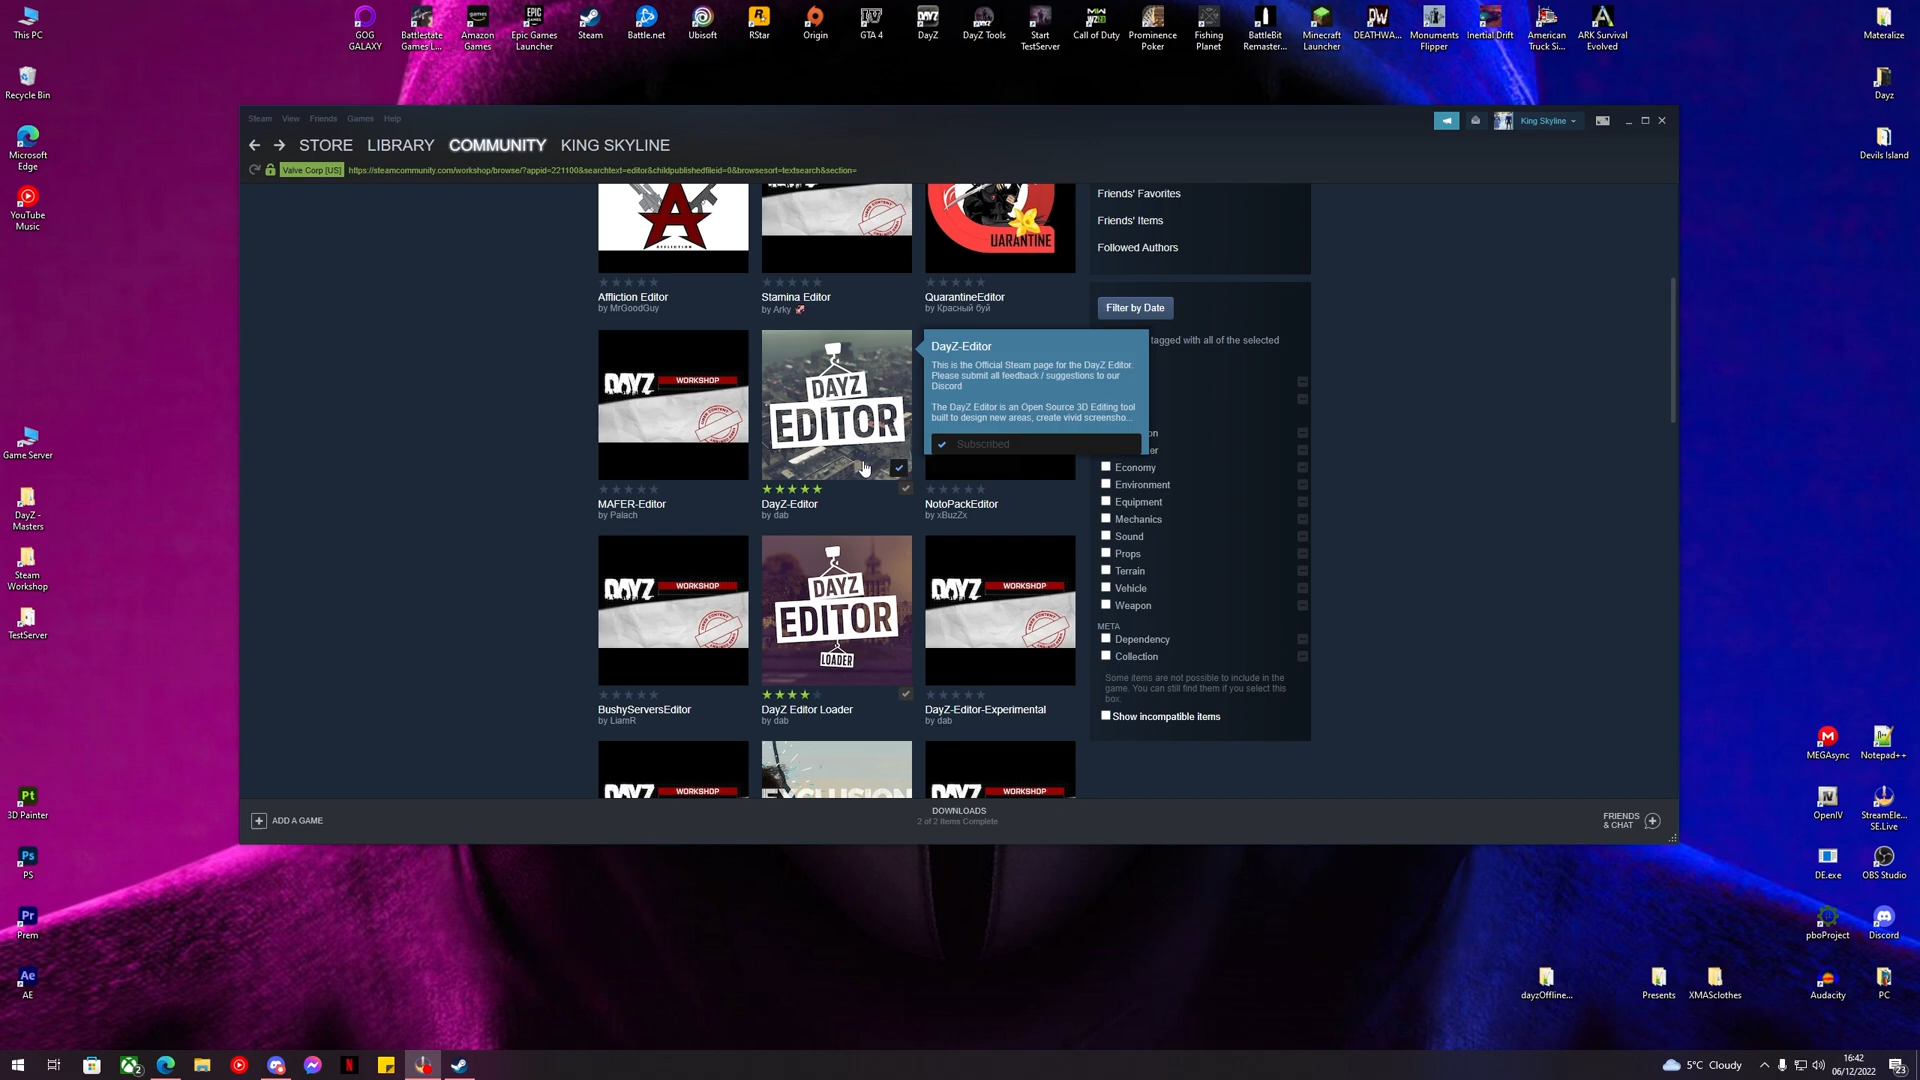 This PC
GOG
GALAXY
Battlestate
Games L...
Amazon
Games
Epic Games
Launcher
Steam
Battle.net
Ubisoft
RStar
Origin
GTA 4
DayZ
DayZ Tools
Start
TestServer
Call of Duty
Prominence
Poker
Fishing
Planet
BattleBit
Remaster...
Minecraft
Launcher
DEATHWA...
Monuments
Flipper
Inertial Drift
American
Truck Si...
ARK Survival
Evolved
Materalize
Recycle Bin
Dayz
Microsoft
Edge
Devils Island
YouTube
Music
Game Server
DayZ -
Masters
Steam
Workshop
TestServer
3D Painter
PS
Prem
AE
Steam View Friends Games Help
King Skyline
STORE LIBRARY COMMUNITY KING SKYLINE
Valve Corp [US] https://steamcommunity.com/workshop/browse/?appid=221100&searchtext=editor&childpublishedfileid=0&browsesort=textsearch&section=
UARANTINE
Affliction Editor
by MrGoodGuy
Stamina Editor
by Arky
QuarantineEditor
by Красный буй
DAYZ WORKSHOP
DAYZ
EDITOR
MAFER-Editor
by Palach
DayZ-Editor
by dab
NotoPackEditor
by xBuzZx
DayZ-Editor
This is the Official Steam page for the DayZ Editor.
Please submit all feedback / suggestions to our
Discord
The DayZ Editor is an Open Source 3D Editing tool
built to design new areas, create vivid screensho...
Subscribed
DAYZ WORKSHOP
DAYZ
EDITOR
LOADER
DAYZ WORKSHOP
BushyServersEditor
by LiamR
DayZ Editor Loader
by dab
DayZ-Editor-Experimental
by dab
DAYZ WORKSHOP
EXCLUSION
DAYZ WORKSHOP
Friends' Favorites
Friends' Items
Followed Authors
Filter by Date
tagged with all of the selected
on
er
Economy
Environment
Equipment
Mechanics
Sound
Props
Terrain
Vehicle
Weapon
META
Dependency
Collection
Some items are not possible to include in the
game. You can still find them if you select this
box.
Show incompatible items
ADD A GAME
DOWNLOADS
2 of 2 Items Complete
FRIENDS
& CHAT
MEGAsync
Notepad++
OpenIV
StreamEle...
SE.Live
DE.exe
OBS Studio
pboProject
Discord
dayzOffline...
Presents
XMASclothes
Audacity
PC
5°C Cloudy
16:42
06/12/2022
23